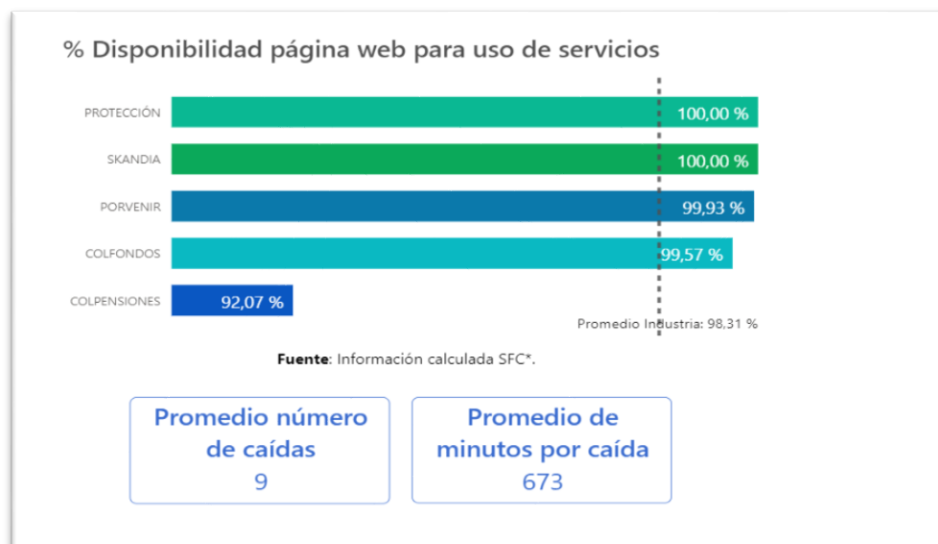 % Disponibilidad página web para uso de servicios
PROTECCIÓN
100,00 %
SKANDIA
100,00 %
PORVENIR
99,93 %
COLFONDOS
99,57 %
COLPENSIONES
92,07 %
Promedio Industria: 98,31 %
Fuente: Información calculada SFC*.
Promedio número
de caídas
9
Promedio de
minutos por caída
673